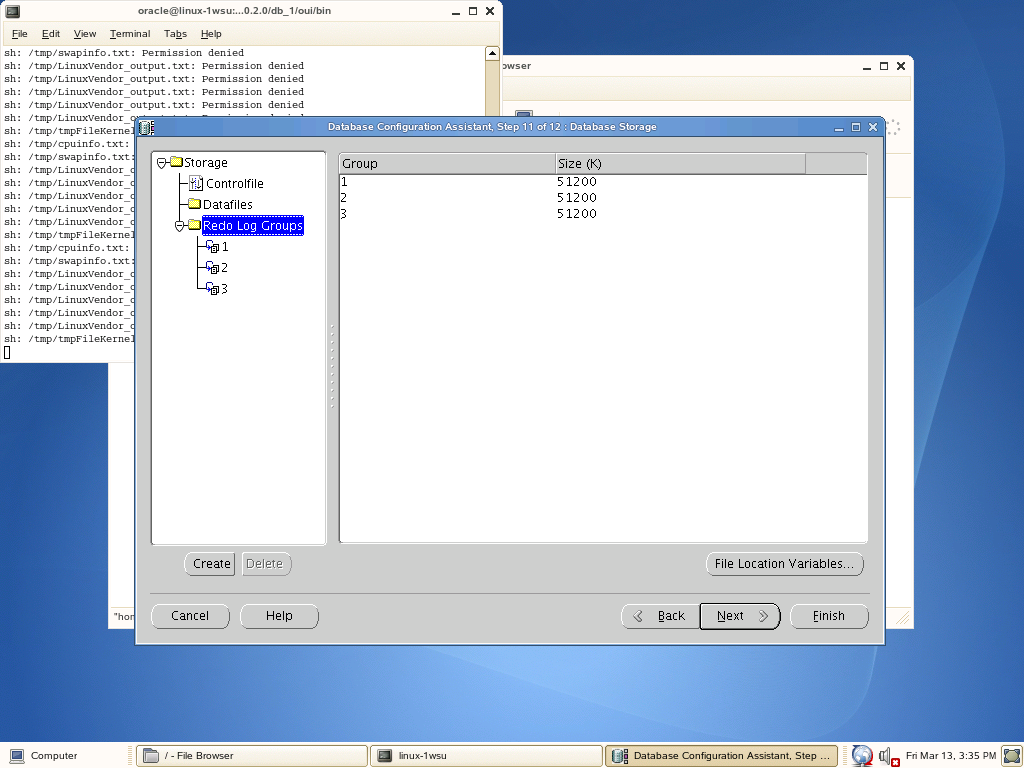 oracle@linux-1wsu:...0.2.0/db_1/oui/bin
File Edit View Terminal Tabs Help
sh: /tmp/swapinfo.txt: Permission denied
sh: /tmp/LinuxVendor_output.txt: Permission denied
sh: /tmp/LinuxVendor_output.txt: Permission denied
sh: /tmp/LinuxVendor_output.txt: Permission denied
sh: /tmp/LinuxVendor_output.txt: Permission denied
sh: /tmp/LinuxVendor_o
sh: /tmp/tmpFileKernel
sh: /tmp/cpuinfo.txt:
sh: /tmp/swapinfo.txt:
sh: /tmp/LinuxVendor_o
sh: /tmp/LinuxVendor_o
sh: /tmp/LinuxVendor_o
sh: /tmp/LinuxVendor_o
sh: /tmp/LinuxVendor_o
sh: /tmp/tmpFileKernel
sh: /tmp/cpuinfo.txt:
sh: /tmp/swapinfo.txt:
sh: /tmp/LinuxVendor_o
sh: /tmp/LinuxVendor_o
sh: /tmp/LinuxVendor_o
sh: /tmp/LinuxVendor_o
sh: /tmp/LinuxVendor_o
sh: /tmp/tmpFileKernel
owser
Database Configuration Assistant, Step 11 of 12 : Database Storage
Storage
Controlfile
Datafiles
Redo Log Groups
1
2
3
Group Size (K)
1 51200
2 51200
3 51200
Create Delete File Location Variables...
Cancel Help Back Next Finish
"hom
Computer / - File Browser linux-1wsu Database Configuration Assistant, Step ... Fri Mar 13, 3:35 PM